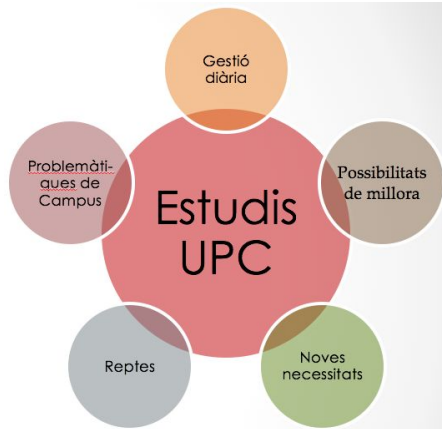 Gestió
diària
Problemàti-
ques de
Campus
Possibilitats
de millora
Estudis
UPC
Reptes
Noves
necessitats